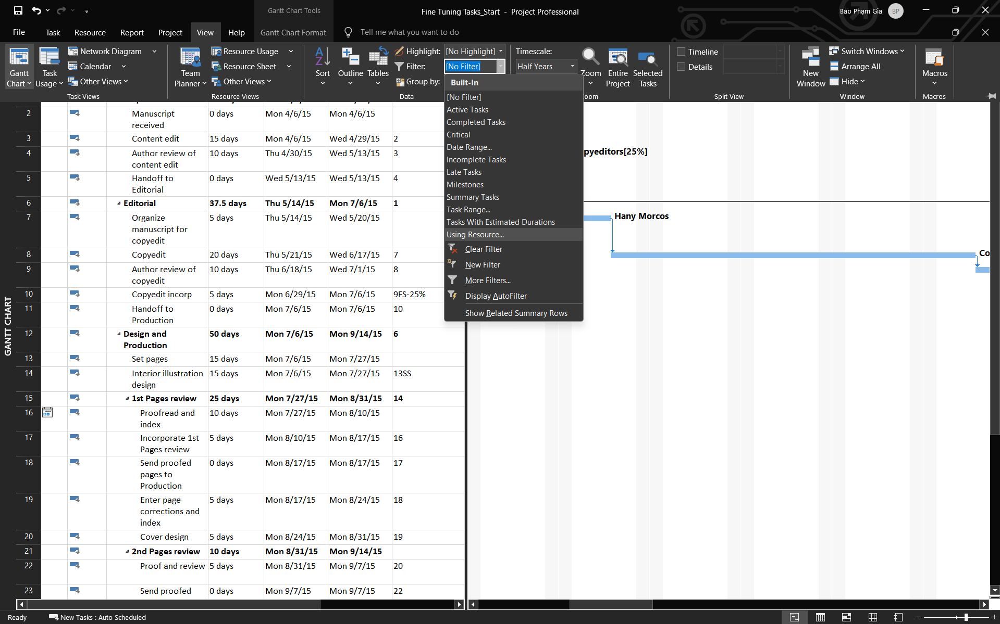 Gantt Chart Tools
Fine Tuning Tasks_Start - Project Professional
Bảo Phạm Gia
BP
File
Task
Resource
Report
Project
View
Help
Gantt Chart Format
Tell me what you want to do
Gantt
Chart
Task
Usage
Network Diagram
Calendar
Other Views
Task Views
Team
Planner
Resource Usage
Resource Sheet
Other Views
Resource Views
Sort
Outline
Tables
Highlight: [No Highlight]
Filter: [No Filter]
Group by:
Data
Timescale:
Half Years
Zoom
Entire
Project
Selected
Tasks
oom
Timeline
Details
Split View
New
Window
Switch Windows
Arrange All
Hide
Window
Macros
Macros
Built-In
[No Filter]
Active Tasks
Completed Tasks
Critical
Date Range...
Incomplete Tasks
Late Tasks
Milestones
Summary Tasks
Task Range...
Tasks With Estimated Durations
Using Resource...
Clear Filter
New Filter
More Filters...
Display AutoFilter
Show Related Summary Rows
GANTT CHART
2 Manuscript received 0 days Mon 4/6/15 Mon 4/6/15
3 Content edit 15 days Mon 4/6/15 Wed 4/29/15 2
4 Author review of content edit 10 days Thu 4/30/15 Wed 5/13/15 3
5 Handoff to Editorial 0 days Wed 5/13/15 Wed 5/13/15 4
6 Editorial 37.5 days Thu 5/14/15 Mon 7/6/15 1
7 Organize manuscript for copyedit 5 days Thu 5/14/15 Wed 5/20/15
8 Copyedit 20 days Thu 5/21/15 Wed 6/17/15 7
9 Author review of copyedit 10 days Thu 6/18/15 Wed 7/1/15 8
10 Copyedit incorp 5 days Mon 6/29/15 Mon 7/6/15 9FS-25%
11 Handoff to Production 0 days Mon 7/6/15 Mon 7/6/15 10
12 Design and Production 50 days Mon 7/6/15 Mon 9/14/15 6
13 Set pages 15 days Mon 7/6/15 Mon 7/27/15
14 Interior illustration design 15 days Mon 7/6/15 Mon 7/27/15 13SS
15 1st Pages review 25 days Mon 7/27/15 Mon 8/31/15 14
16 Proofread and index 10 days Mon 7/27/15 Mon 8/10/15
17 Incorporate 1st Pages review 5 days Mon 8/10/15 Mon 8/17/15 16
18 Send proofed pages to Production 0 days Mon 8/17/15 Mon 8/17/15 17
19 Enter page corrections and index 5 days Mon 8/17/15 Mon 8/24/15 18
20 Cover design 5 days Mon 8/24/15 Mon 8/31/15 19
21 2nd Pages review 10 days Mon 8/31/15 Mon 9/14/15
22 Proof and review 5 days Mon 8/31/15 Mon 9/7/15 20
23 Send proofed 0 days Mon 9/7/15 Mon 9/7/15 22
pyeditors[25%]
Hany Morcos
Co
Ready
New Tasks : Auto Scheduled